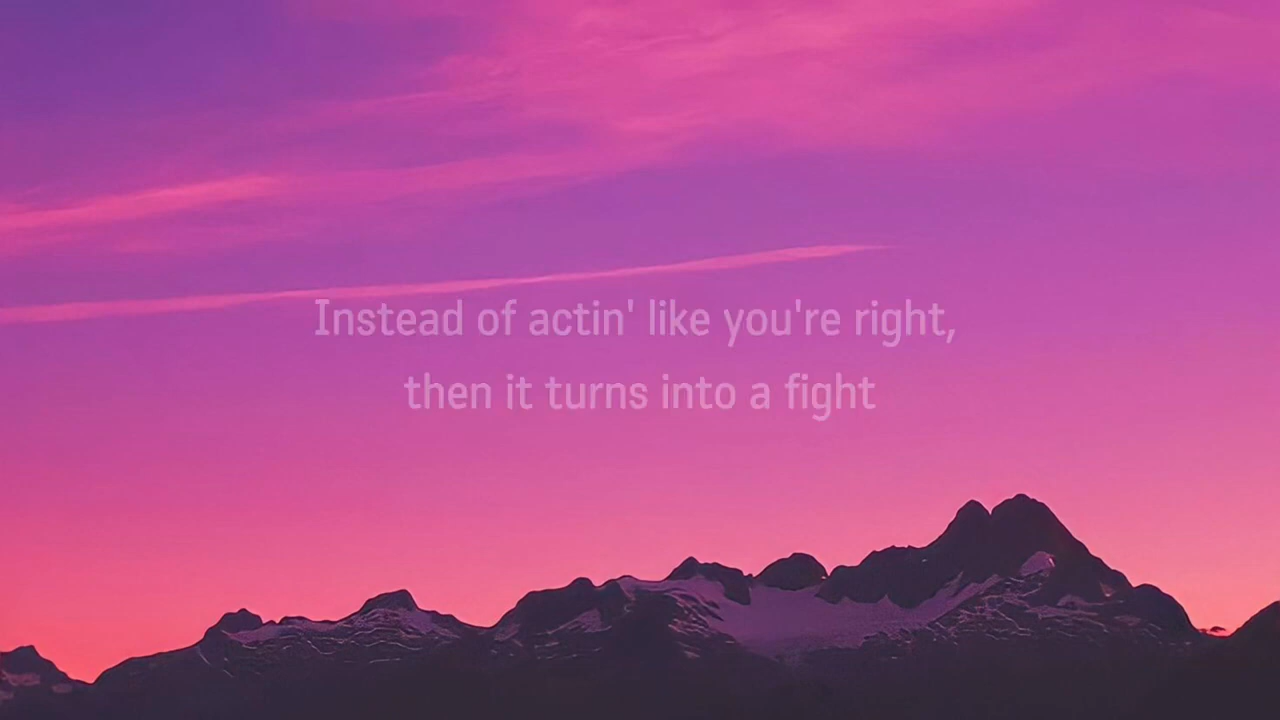 Instead of actin' like you're right,
then it turns into a fight